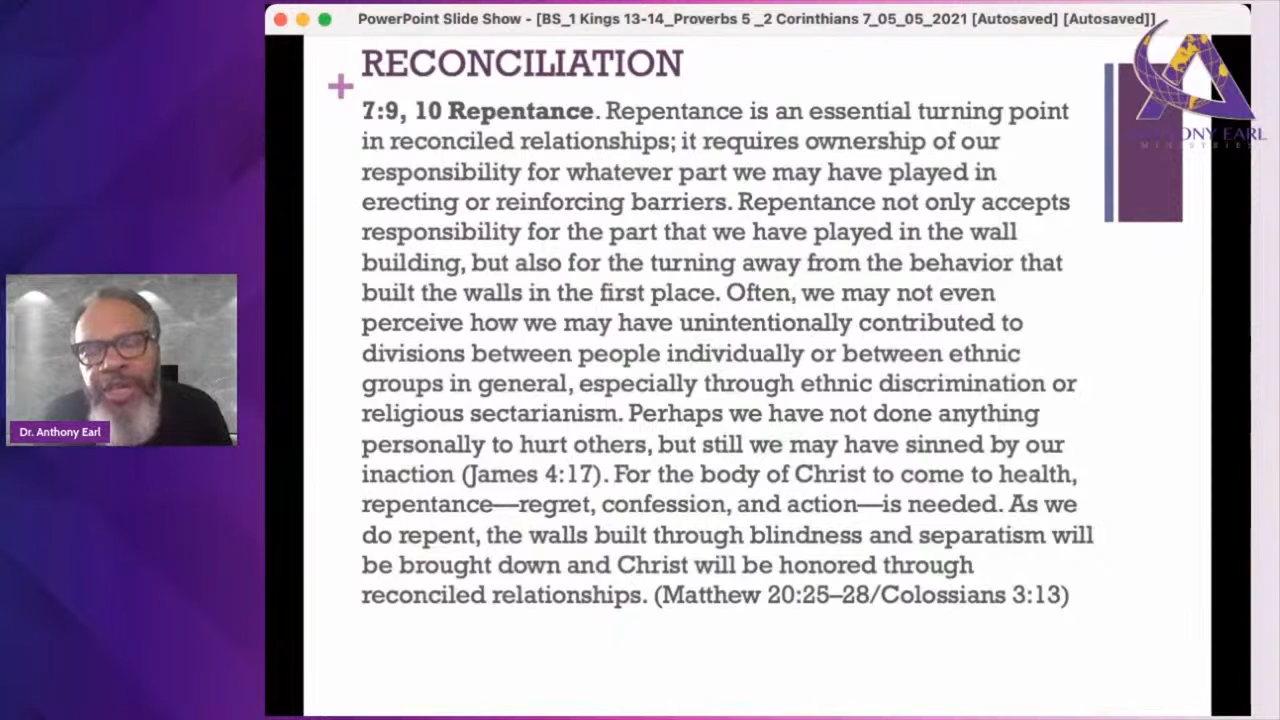 PowerPoint Slide Show - [BS_1 Kings 13-14_Proverbs 5 _2 Corinthians 7_05_05_2021 [Autosaved] [Autosaved]]
RECONCILIATION
+
7:9, 10 Repentance. Repentance is an essential turning point
in reconciled relationships; it requires ownership of our
responsibility for whatever part we may have played in
erecting or reinforcing barriers. Repentance not only accepts
responsibility for the part that we have played in the wall
building, but also for the turning away from the behavior that
built the walls in the first place. Often, we may not even
perceive how we may have unintentionally contributed to
divisions between people individually or between ethnic
groups in general, especially through ethnic discrimination or
religious sectarianism. Perhaps we have not done anything
personally to hurt others, but still we may have sinned by our
inaction (James 4:17). For the body of Christ to come to health,
repentance—regret, confession, and action—is needed. As we
do repent, the walls built through blindness and separatism will
be brought down and Christ will be honored through
reconciled relationships. (Matthew 20:25–28/Colossians 3:13)
ANTHONY EARL
MINISTRIES
Dr. Anthony Earl